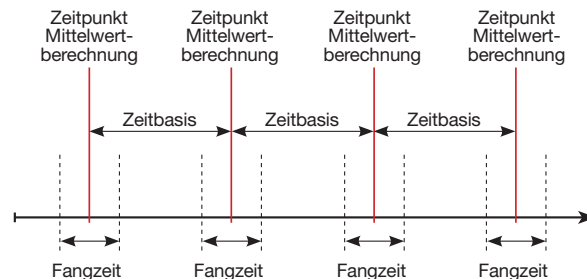 Zeitpunkt Zeitpunkt Zeitpunkt Zeitpunkt
Mittelwert- Mittelwert- Mittelwert- Mittelwert-
berechnung berechnung berechnung berechnung
Zeitbasis Zeitbasis Zeitbasis
Fangzeit Fangzeit Fangzeit Fangzeit